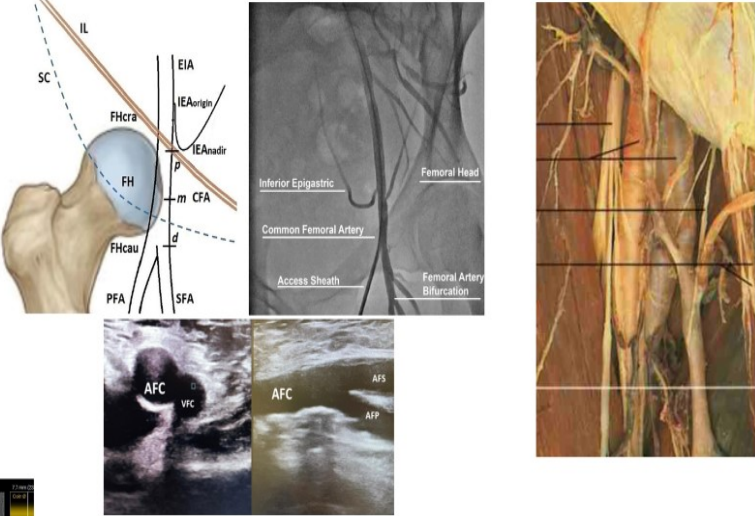 IL
EIA
SC
IEAorigin
FHcra
IEAnadir
p
FH
m CFA
d
FHcau
PFA
SFA
Inferior Epigastric
Femoral Head
Common Femoral Artery
Access Sheath
Femoral Artery
Bifurcation
AFC
VFC
AFC
AFS
AFP